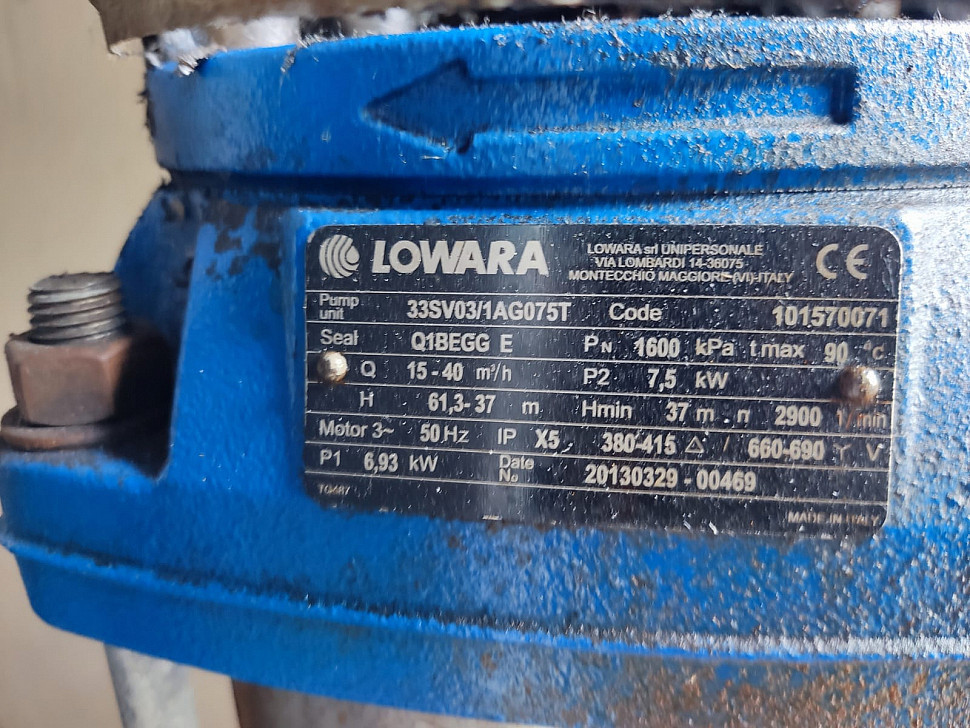 LOWARA
LOWARA srl UNIPERSONALE
VIA LOMBARDI 14-36075
MONTECCHIO MAGGIORE (VI)-ITALY
CE
Pump unit 33SV03/1AG075T Code 101570071
Seal Q1BEGG E PN 1600 kPa t.max 90 °C
Q 15-40 m³/h P2 7,5 kW
H 61,3-37 m Hmin 37 m n 2900 1/min
Motor 3~ 50 Hz IP X5 380-415 △ / 660-690 Y V
P1 6,93 kW Date No 20130329 - 00469
MADE IN ITALY